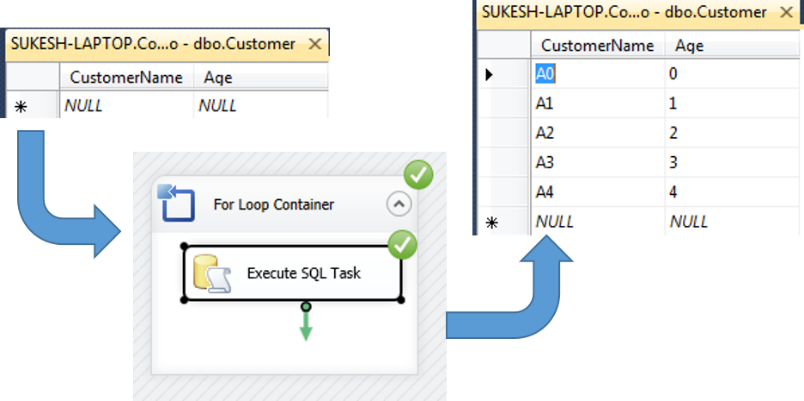 SUKESH-LAPTOP.Co...o - dbo.Customer
CustomerName Age
NULL NULL
For Loop Container
Execute SQL Task
SUKESH-LAPTOP.Co...o - dbo.Customer
CustomerName Age
A0 0
A1 1
A2 2
A3 3
A4 4
NULL NULL